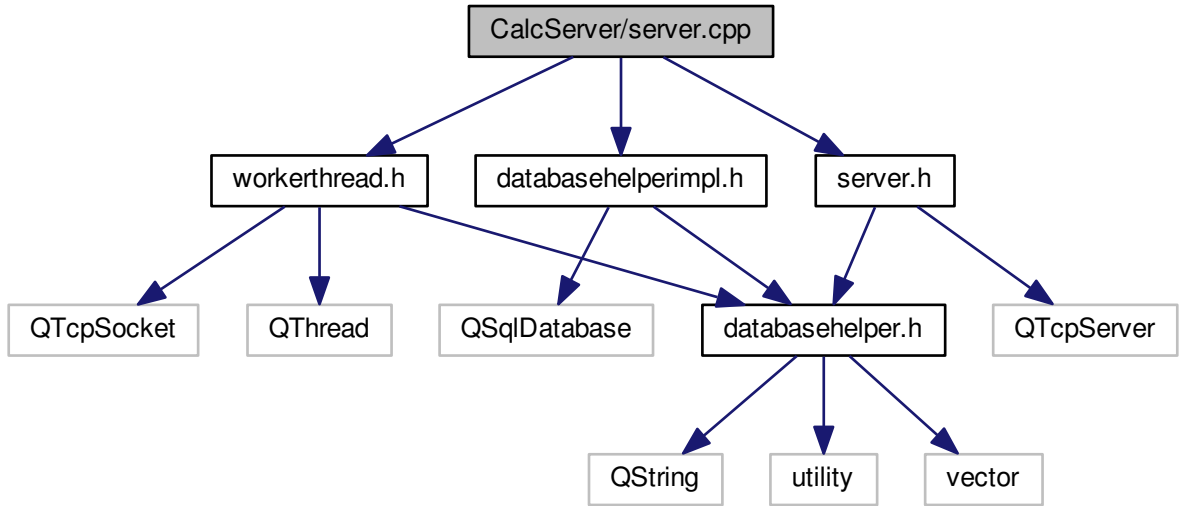 CalcServer/server.cpp
workerthread.h
databasehelperimpl.h
server.h
QTcpSocket
QThread
QSqlDatabase
databasehelper.h
QTcpServer
QString
utility
vector